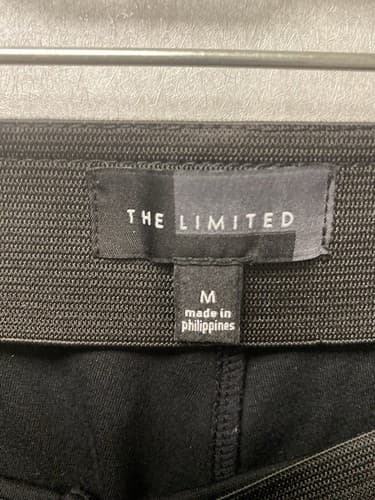 THE LIMITED
M
made in
philippines